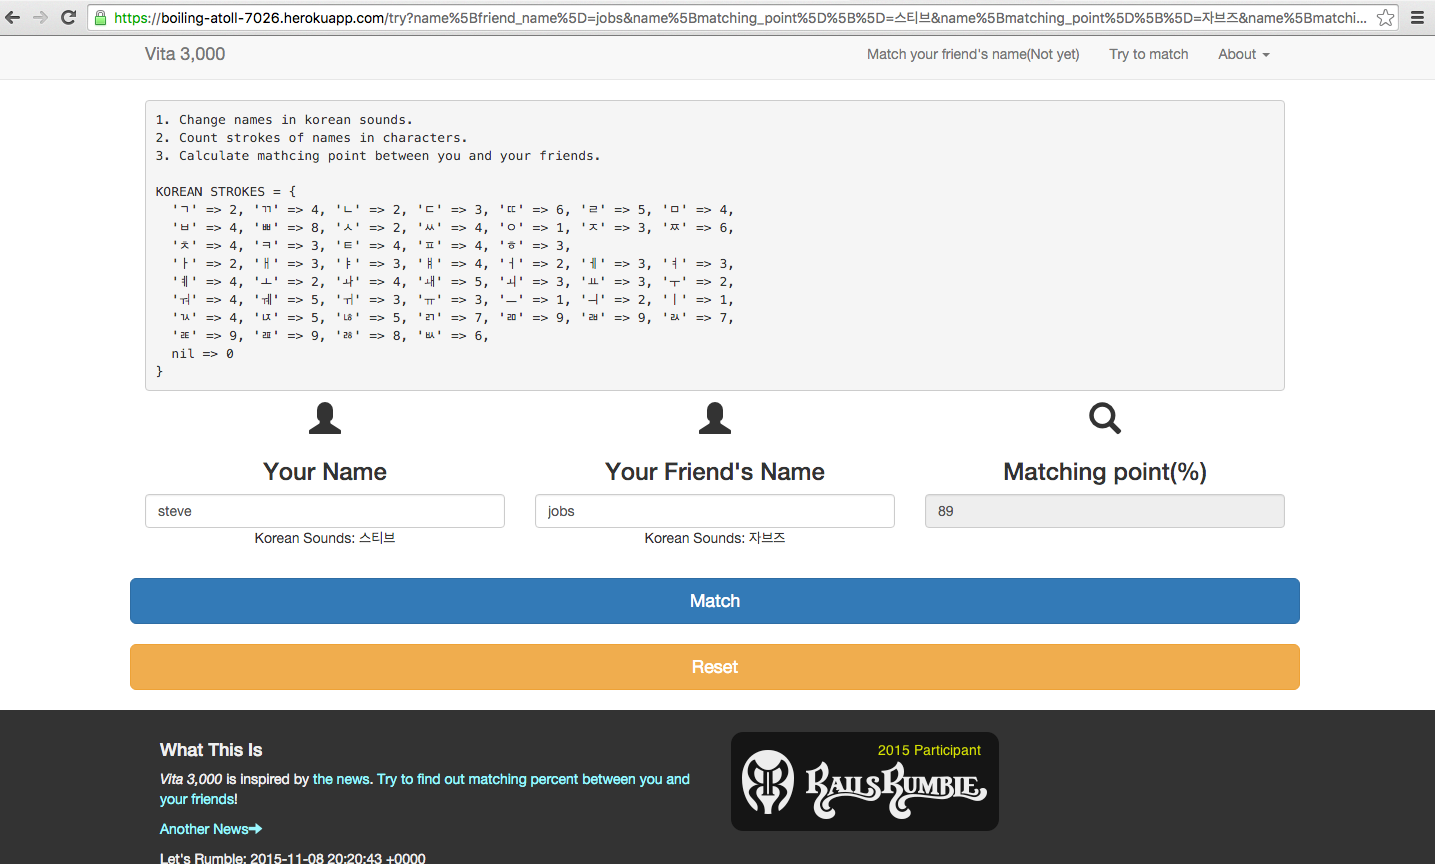 https://boiling-atoll-7026.herokuapp.com/try?name%5Bfriend_name%5D=jobs&name%5Bmatching_point%5D%5B%5D=스티브&name%5Bmatching_point%5D%5B%5D=자브즈&name%5Bmatchi...
Vita 3,000 Match your friend's name(Not yet) Try to match About
1. Change names in korean sounds.
2. Count strokes of names in characters.
3. Calculate mathcing point between you and your friends.
KOREAN STROKES = {
'ㄱ' => 2, 'ㄲ' => 4, 'ㄴ' => 2, 'ㄷ' => 3, 'ㄸ' => 6, 'ㄹ' => 5, 'ㅁ' => 4,
'ㅂ' => 4, 'ㅃ' => 8, 'ㅅ' => 2, 'ㅆ' => 4, 'ㅇ' => 1, 'ㅈ' => 3, 'ㅉ' => 6,
'ㅊ' => 4, 'ㅋ' => 3, 'ㅌ' => 4, 'ㅍ' => 4, 'ㅎ' => 3,
'ㅏ' => 2, 'ㅐ' => 3, 'ㅑ' => 3, 'ㅒ' => 4, 'ㅓ' => 2, 'ㅔ' => 3, 'ㅕ' => 3,
'ㅖ' => 4, 'ㅗ' => 2, 'ㅘ' => 4, 'ㅙ' => 5, 'ㅚ' => 3, 'ㅛ' => 3, 'ㅜ' => 2,
'ㅝ' => 4, 'ㅞ' => 5, 'ㅟ' => 3, 'ㅠ' => 3, 'ㅡ' => 1, 'ㅢ' => 2, 'ㅣ' => 1,
'ㄳ' => 4, 'ㄵ' => 5, 'ㄶ' => 5, 'ㄺ' => 7, 'ㄻ' => 9, 'ㄼ' => 9, 'ㄽ' => 7,
'ㄾ' => 9, 'ㄿ' => 9, 'ㅀ' => 8, 'ㅄ' => 6,
nil => 0
}
Your Name
steve
Korean Sounds: 스티브
Your Friend's Name
jobs
Korean Sounds: 자브즈
Matching point(%)
89
Match
Reset
What This Is
Vita 3,000 is inspired by the news. Try to find out matching percent between you and
your friends!
Another News
Let's Rumble: 2015-11-08 20:20:43 +0000
2015 Participant
RAILSRUMBLE